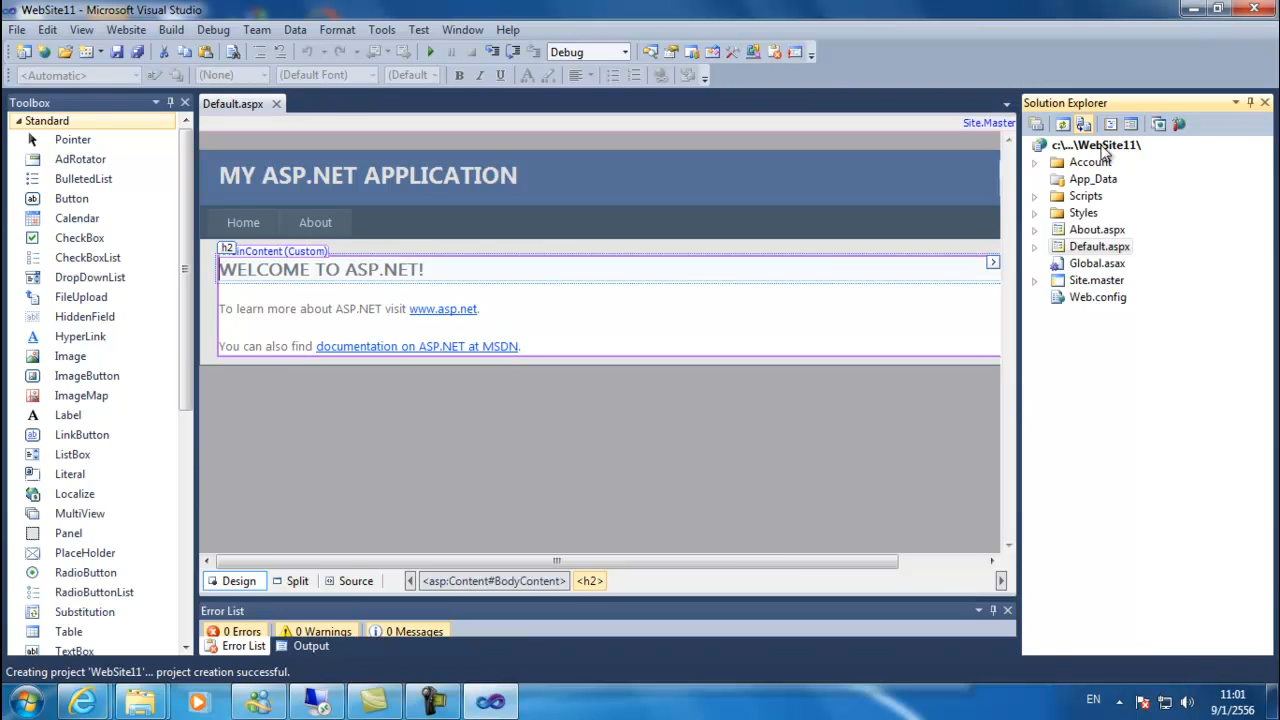 WebSite11 - Microsoft Visual Studio
File Edit View Website Build Debug Team Data Format Tools Test Window Help
Debug
<Automatic> (None) (Default Font) (Default B I U A
Toolbox
Standard
Pointer
AdRotator
BulletedList
Button
Calendar
CheckBox
CheckBoxList
DropDownList
FileUpload
HiddenField
HyperLink
Image
ImageButton
ImageMap
Label
LinkButton
ListBox
Literal
Localize
MultiView
Panel
PlaceHolder
RadioButton
RadioButtonList
Substitution
Table
TextBox
Default.aspx
Site.Master
MY ASP.NET APPLICATION
Home About
h2
inContent (Custom)
WELCOME TO ASP.NET!
To learn more about ASP.NET visit www.asp.net.
You can also find documentation on ASP.NET at MSDN.
Design Split Source <asp:Content#BodyContent> <h2>
Error List
0 Errors 0 Warnings 0 Messages
Error List Output
Solution Explorer
c:\...\WebSite11\
Account
App_Data
Scripts
Styles
About.aspx
Default.aspx
Global.asax
Site.master
Web.config
Creating project 'WebSite11'... project creation successful.
EN
11:01
9/1/2556